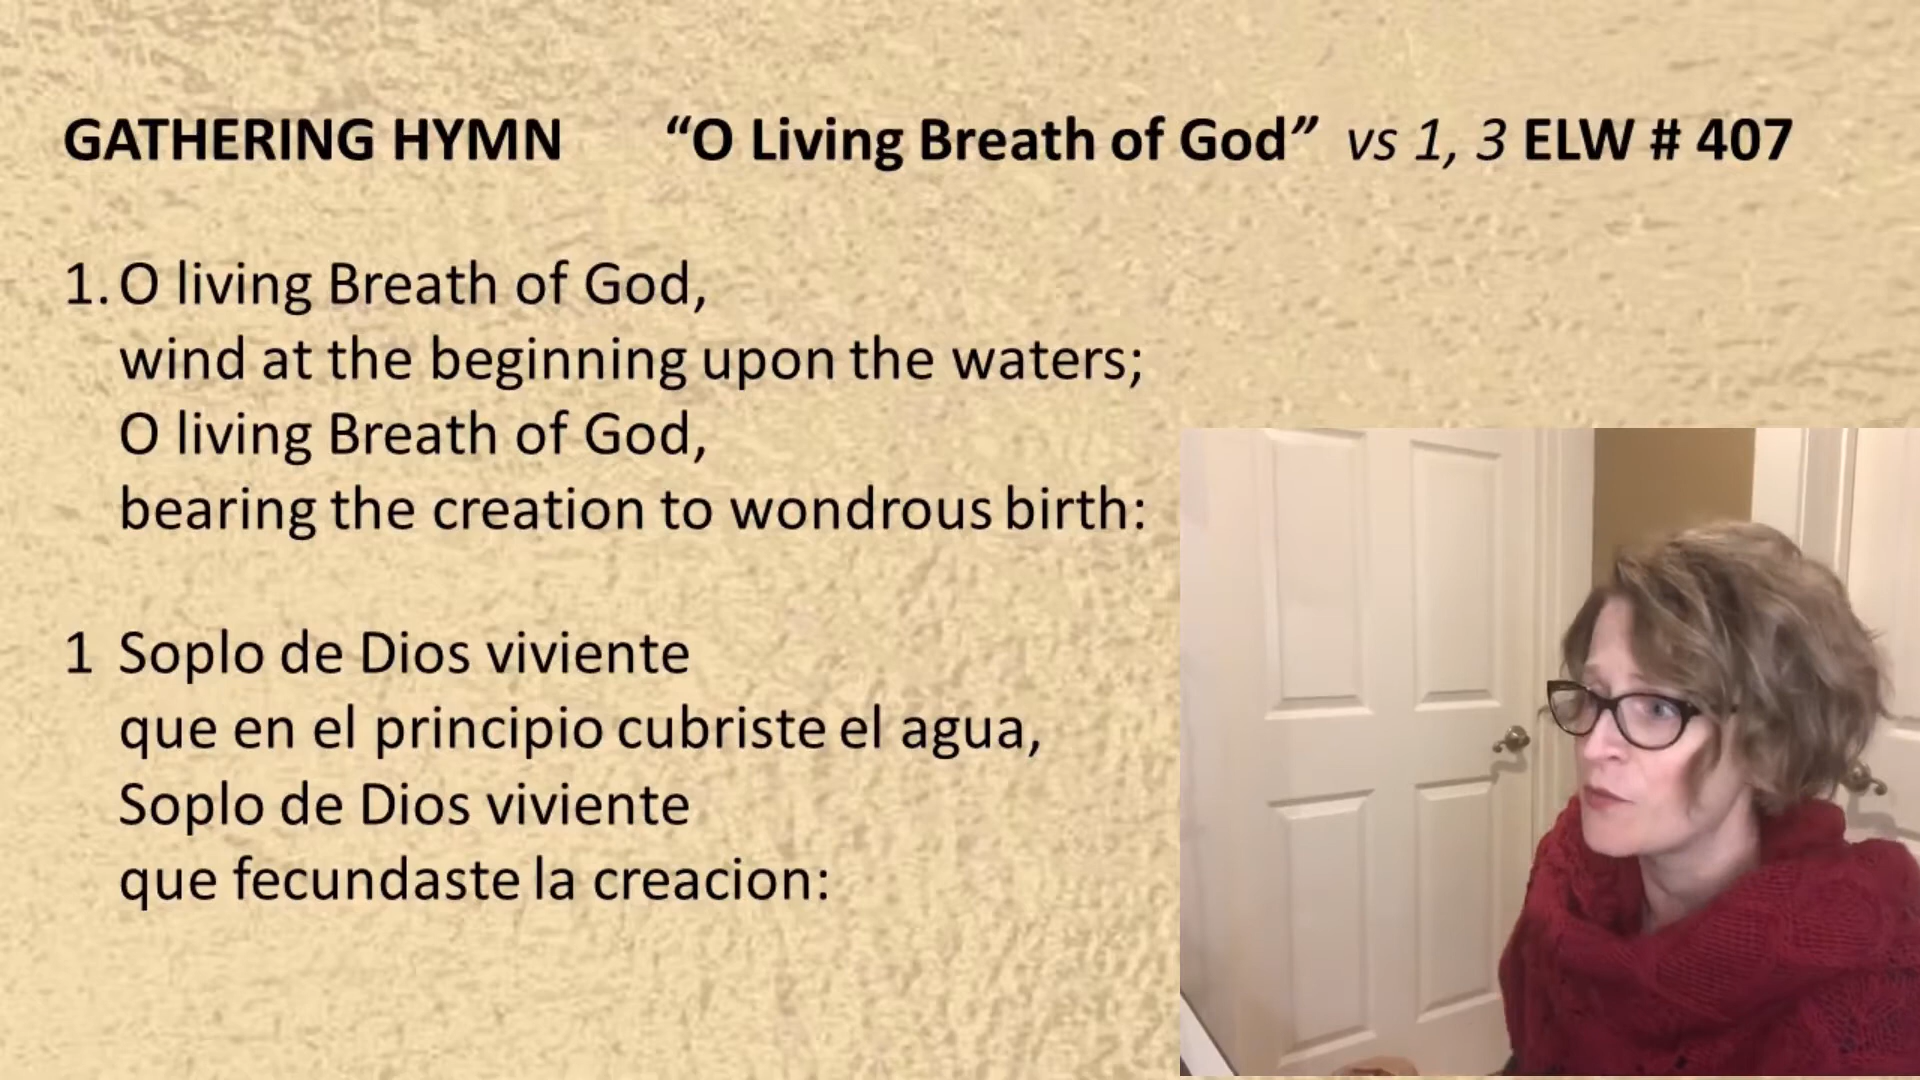 GATHERING HYMN “O Living Breath of God” vs 1, 3 ELW # 407
1. O living Breath of God,
wind at the beginning upon the waters;
O living Breath of God,
bearing the creation to wondrous birth:
1 Soplo de Dios viviente
que en el principio cubriste el agua,
Soplo de Dios viviente
que fecundaste la creacion: